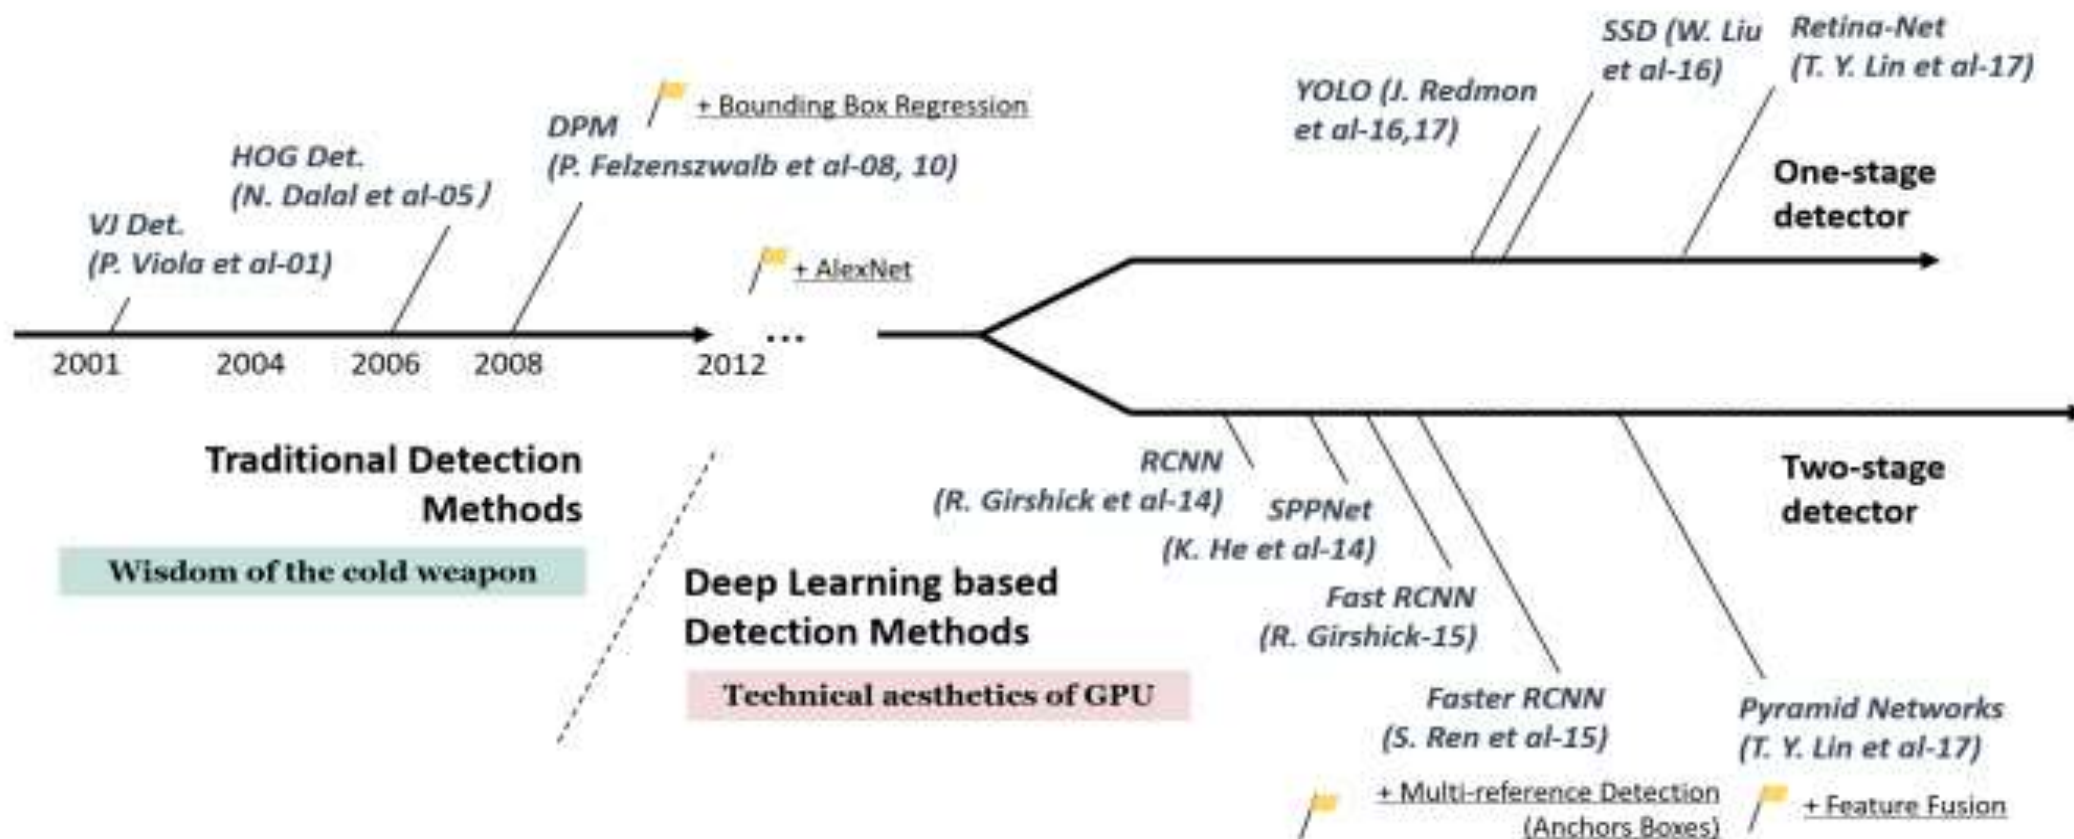 VJ Det.
(P. Viola et al-01)
HOG Det.
(N. Dalal et al-05)
DPM
(P. Felzenszwalb et al-08, 10)
+ Bounding Box Regression
+ AlexNet
...
2001
2004
2006
2008
2012
YOLO (J. Redmon
et al-16,17)
SSD (W. Liu
et al-16)
Retina-Net
(T. Y. Lin et al-17)
One-stage
detector
Traditional Detection
Methods
Wisdom of the cold weapon
Deep Learning based
Detection Methods
Technical aesthetics of GPU
RCNN
(R. Girshick et al-14)
SPPNet
(K. He et al-14)
Fast RCNN
(R. Girshick-15)
Faster RCNN
(S. Ren et al-15)
+ Multi-reference Detection
(Anchors Boxes)
Pyramid Networks
(T. Y. Lin et al-17)
+ Feature Fusion
Two-stage
detector